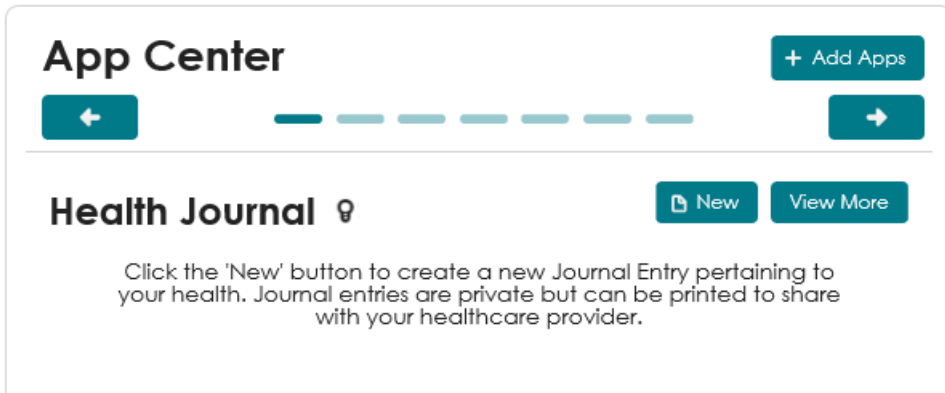 App Center
+ Add Apps
Health Journal
New
View More
Click the 'New' button to create a new Journal Entry pertaining to
your health. Journal entries are private but can be printed to share
with your healthcare provider.